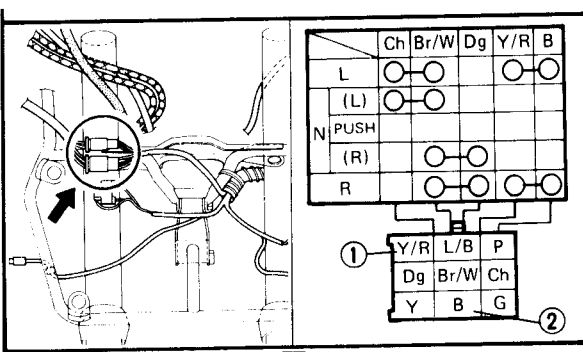 Ch Br/W Dg Y/R B
L
(L)
N PUSH
(R)
R
1 Y/R L/B P
Dg Br/W Ch
Y B G
2